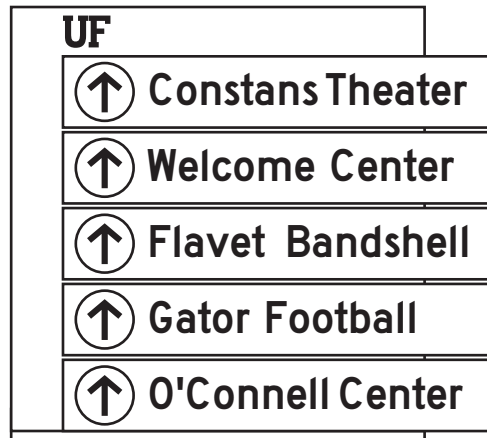 UF
Constans Theater
Welcome Center
Flavet Bandshell
Gator Football
O'Connell Center